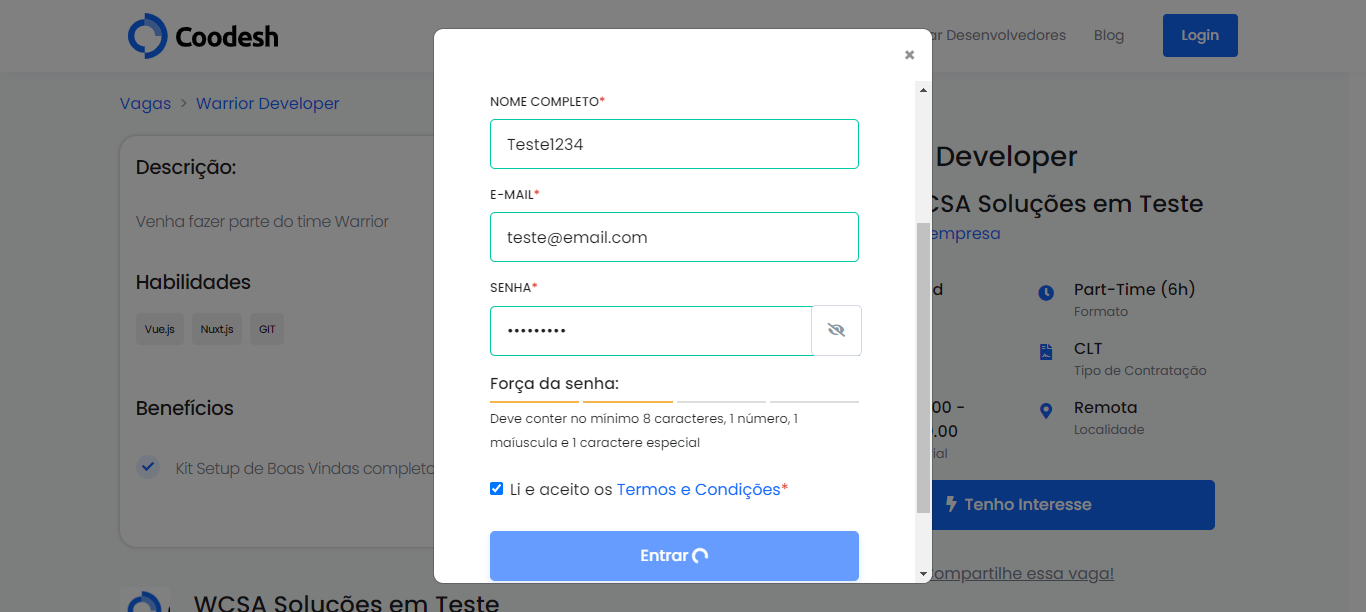 Coodesh
ar Desenvolvedores
Blog
Login
Vagas > Warrior Developer
Descrição:
Venha fazer parte do time Warrior
Habilidades
Vue.js
Nuxt.js
GIT
Benefícios
Kit Setup de Boas Vindas completo
WCSA Soluções em Teste
×
NOME COMPLETO*
Teste1234
E-MAIL*
teste@email.com
SENHA*
•••••••••
Força da senha:
Deve conter no mínimo 8 caracteres, 1 número, 1
maíuscula e 1 caractere especial
Li e aceito os Termos e Condições*
Entrar
Developer
CSA Soluções em Teste
empresa
d
Part-Time (6h)
Formato
CLT
Tipo de Contratação
00 -
Remota
.00
Localidade
ial
Tenho Interesse
ompartilhe essa vaga!